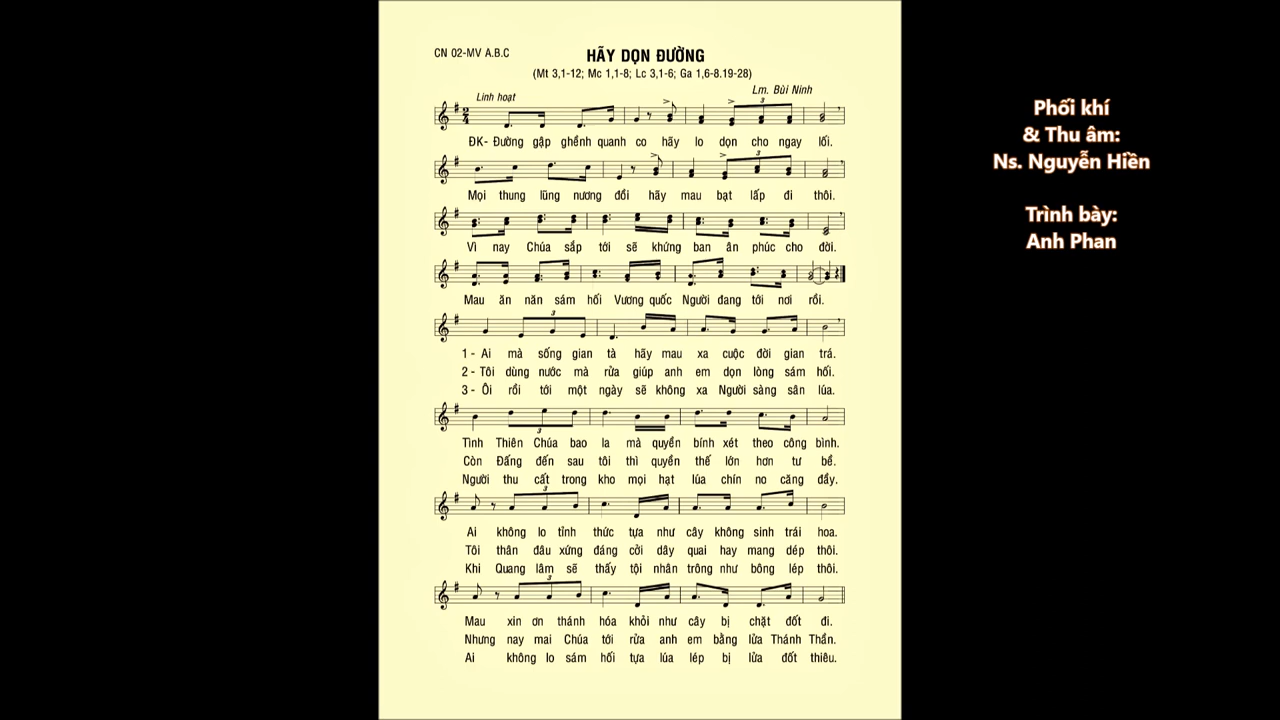 CN 02-MV A.B.C
HÃY DỌN ĐƯỜNG
(Mt 3,1-12; Mc 1,1-8; Lc 3,1-6; Ga 1,6-8.19-28)
Lm. Bùi Ninh
Linh hoạt
ĐK- Đường gập ghềnh quanh co hãy lo dọn cho ngay lối.
Mọi thung lũng nương đồi hãy mau bạt lấp đi thôi.
Vì nay Chúa sắp tới sẽ khứng ban ân phúc cho đời.
Mau ăn năn sám hối Vương quốc Người đang tới nơi rồi.
1 - Ai mà sống gian tà hãy mau xa cuộc đời gian trá.
2 - Tôi dùng nước mà rửa giúp anh em dọn lòng sám hối.
3 - Ôi rồi tới một ngày sẽ không xa Người sàng sân lúa.
Tình Thiên Chúa bao la mà quyền bính xét theo công bình.
Còn Đấng đến sau tôi thì quyền thế lớn hơn tư bề.
Người thu cất trong kho mọi hạt lúa chín no căng đầy.
Ai không lo tỉnh thức tựa như cây không sinh trái hoa.
Tôi thân đâu xứng đáng cởi dây quai hay mang dép thôi.
Khi Quang lâm sẽ thấy tội nhân trông như bông lép thôi.
Mau xin ơn thánh hóa khỏi như cây bị chặt đốt đi.
Nhưng nay mai Chúa tới rửa anh em bằng lửa Thánh Thần.
Ai không lo sám hối tựa lúa lép bị lửa đốt thiêu.
Phối khí
& Thu âm:
Ns. Nguyễn Hiền
Trình bày:
Anh Phan